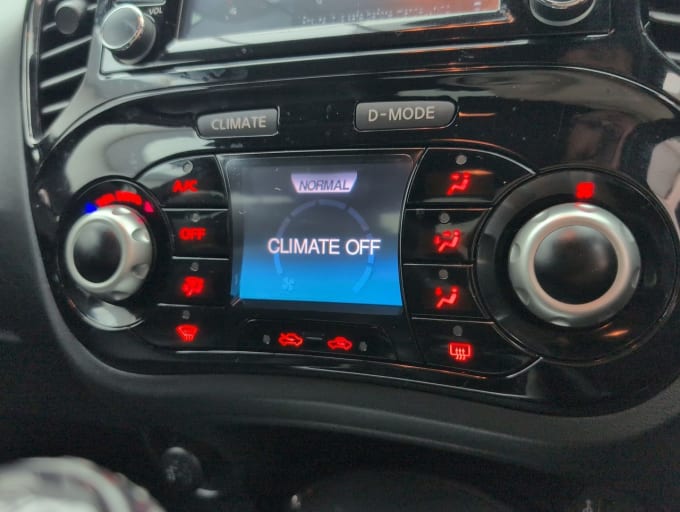 VOL
CLIMATE
D-MODE
NORMAL
A/C
OFF
CLIMATE OFF